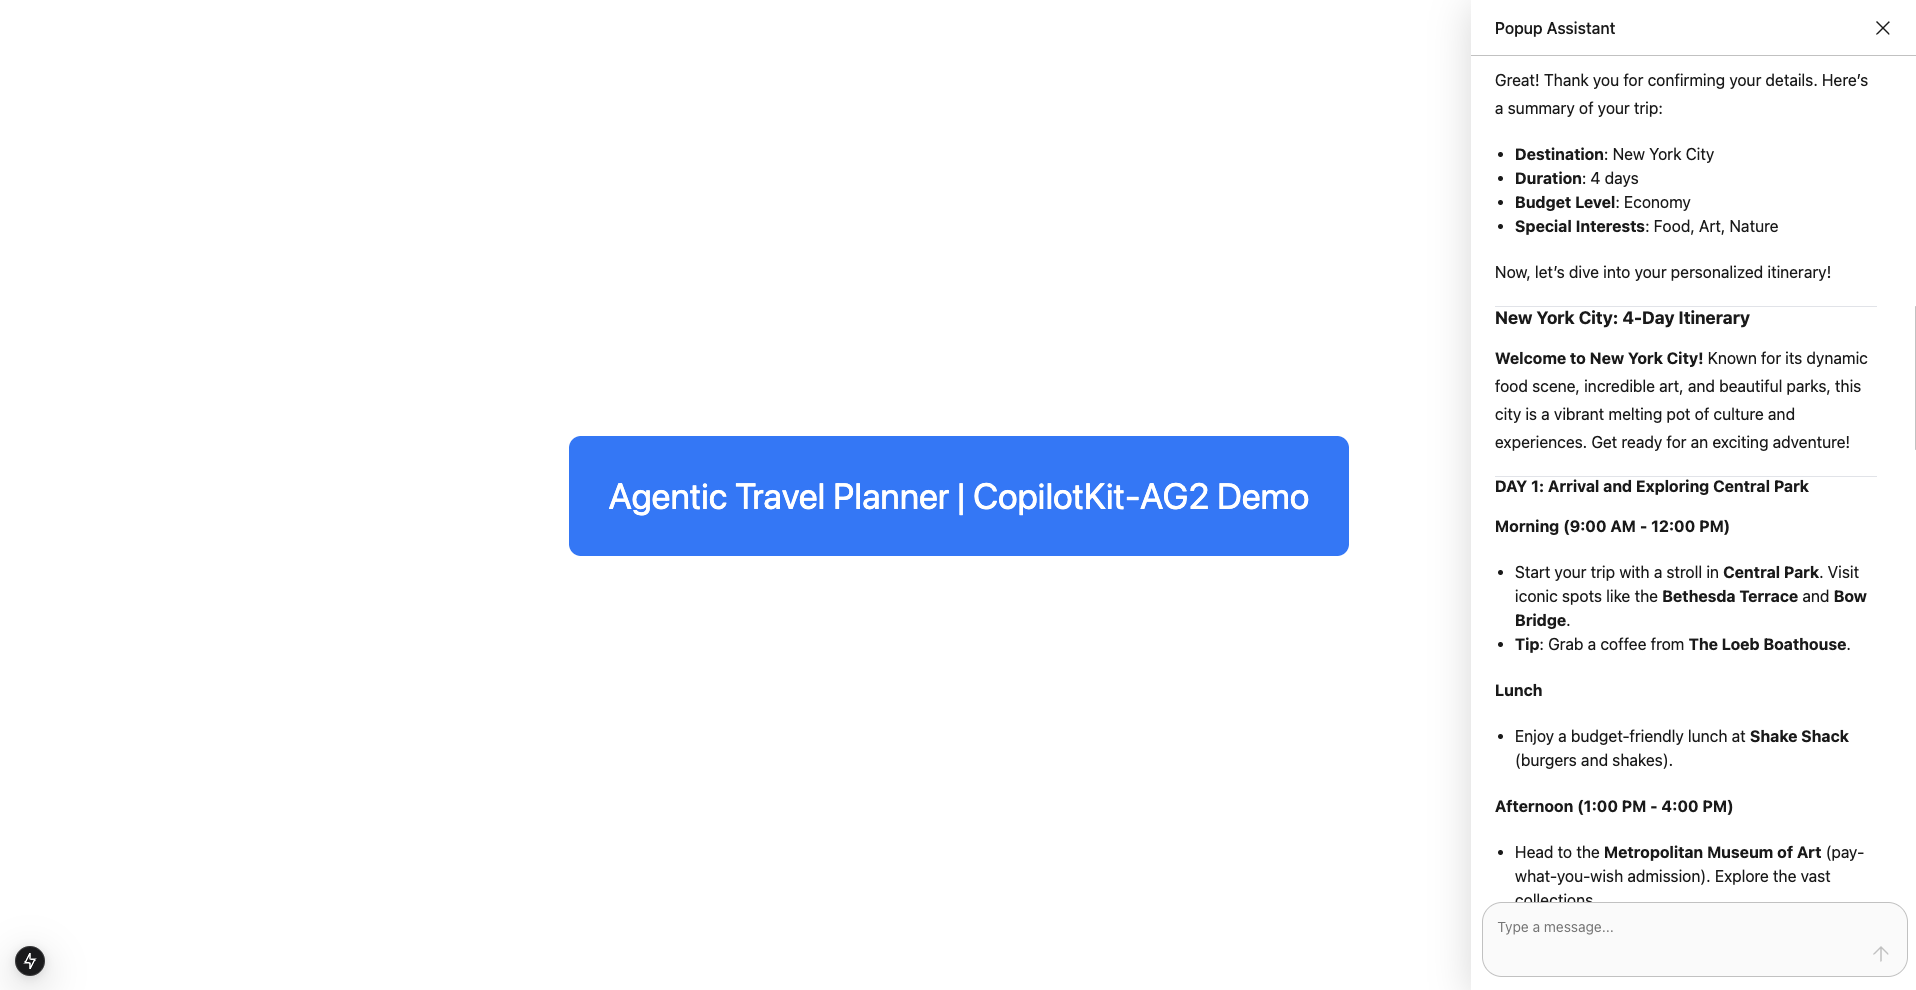 Agentic Travel Planner | CopilotKit-AG2 Demo
Popup Assistant
Great! Thank you for confirming your details. Here’s
a summary of your trip:
• Destination: New York City
• Duration: 4 days
• Budget Level: Economy
• Special Interests: Food, Art, Nature
Now, let’s dive into your personalized itinerary!
New York City: 4-Day Itinerary
Welcome to New York City! Known for its dynamic
food scene, incredible art, and beautiful parks, this
city is a vibrant melting pot of culture and
experiences. Get ready for an exciting adventure!
DAY 1: Arrival and Exploring Central Park
Morning (9:00 AM - 12:00 PM)
• Start your trip with a stroll in Central Park. Visit
iconic spots like the Bethesda Terrace and Bow
Bridge.
• Tip: Grab a coffee from The Loeb Boathouse.
Lunch
• Enjoy a budget-friendly lunch at Shake Shack
(burgers and shakes).
Afternoon (1:00 PM - 4:00 PM)
• Head to the Metropolitan Museum of Art (pay-
what-you-wish admission). Explore the vast
collections.
Type a message...